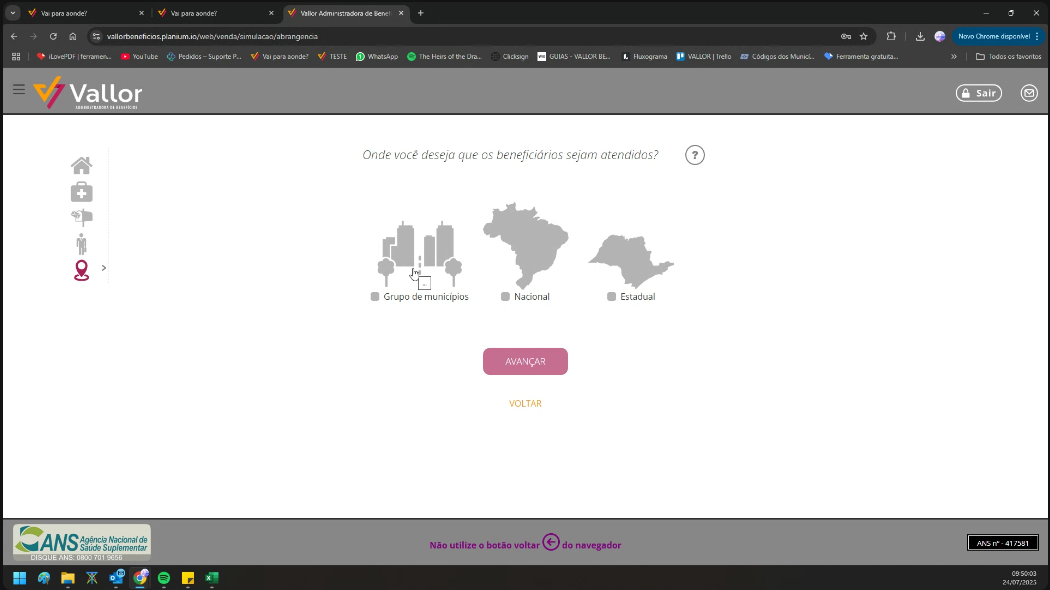 Vai para aonde?
Vai para aonde?
Vallor Administradora de Benef
vallorbeneficios.planium.io/web/venda/simulacao/abrangencia
Novo Chrome disponível
iLovePDF | ferramen...
YouTube
Pedidos – Suporte P...
Vai para aonde?
TESTE
WhatsApp
The Heirs of the Dra...
Clicksign
GUIAS - VALLOR BE...
Fluxograma
VALLOR | Trello
Códigos dos Munici...
Ferramenta gratuita...
Todos os favoritos
Vallor
ADMINISTRADORA DE BENEFÍCIOS
Sair
Onde você deseja que os beneficiários sejam atendidos?
?
...
Grupo de municípios
Nacional
Estadual
AVANÇAR
VOLTAR
ANS Agência Nacional de
Saúde Suplementar
DISQUE ANS: 0800 701 9656
Não utilize o botão voltar do navegador
ANS nº - 417581
09:50:03
24/07/2025